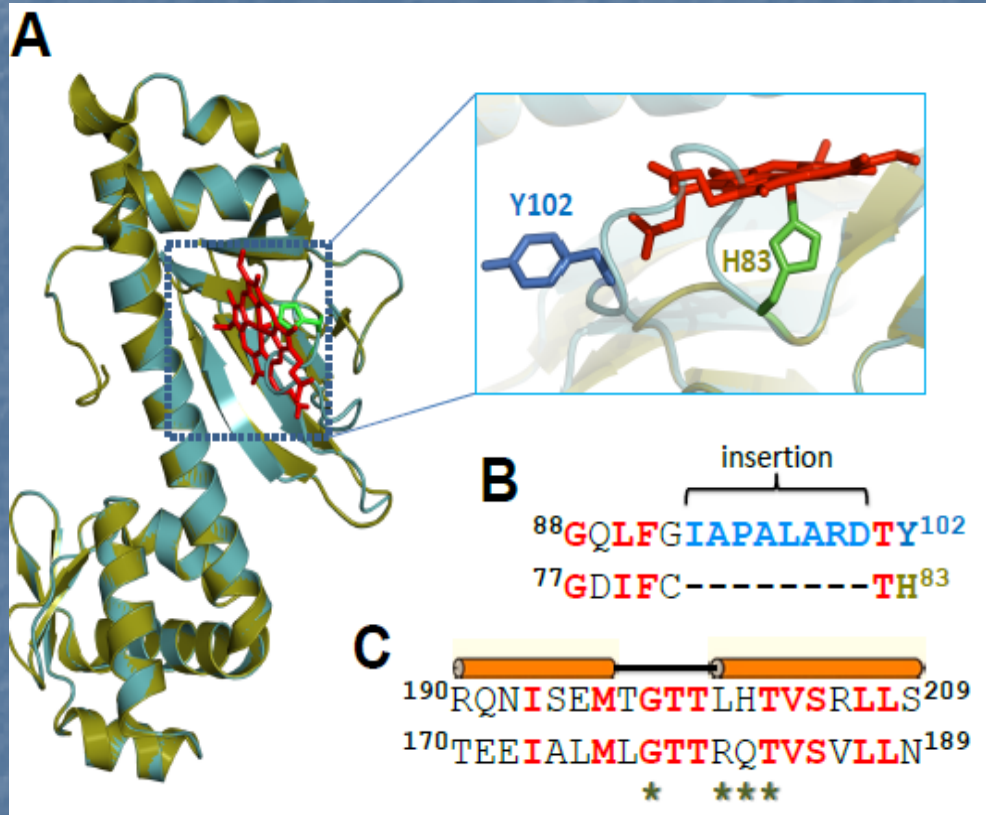 A
Y102
H83
insertion
B
88GQLFGIAPALARDTY102
77GDIFC--------TH83
C
190RQNISEMTGTTLHTVSRLLS209
170TEEIALMLGTTRQTVSVLLN189
* ***